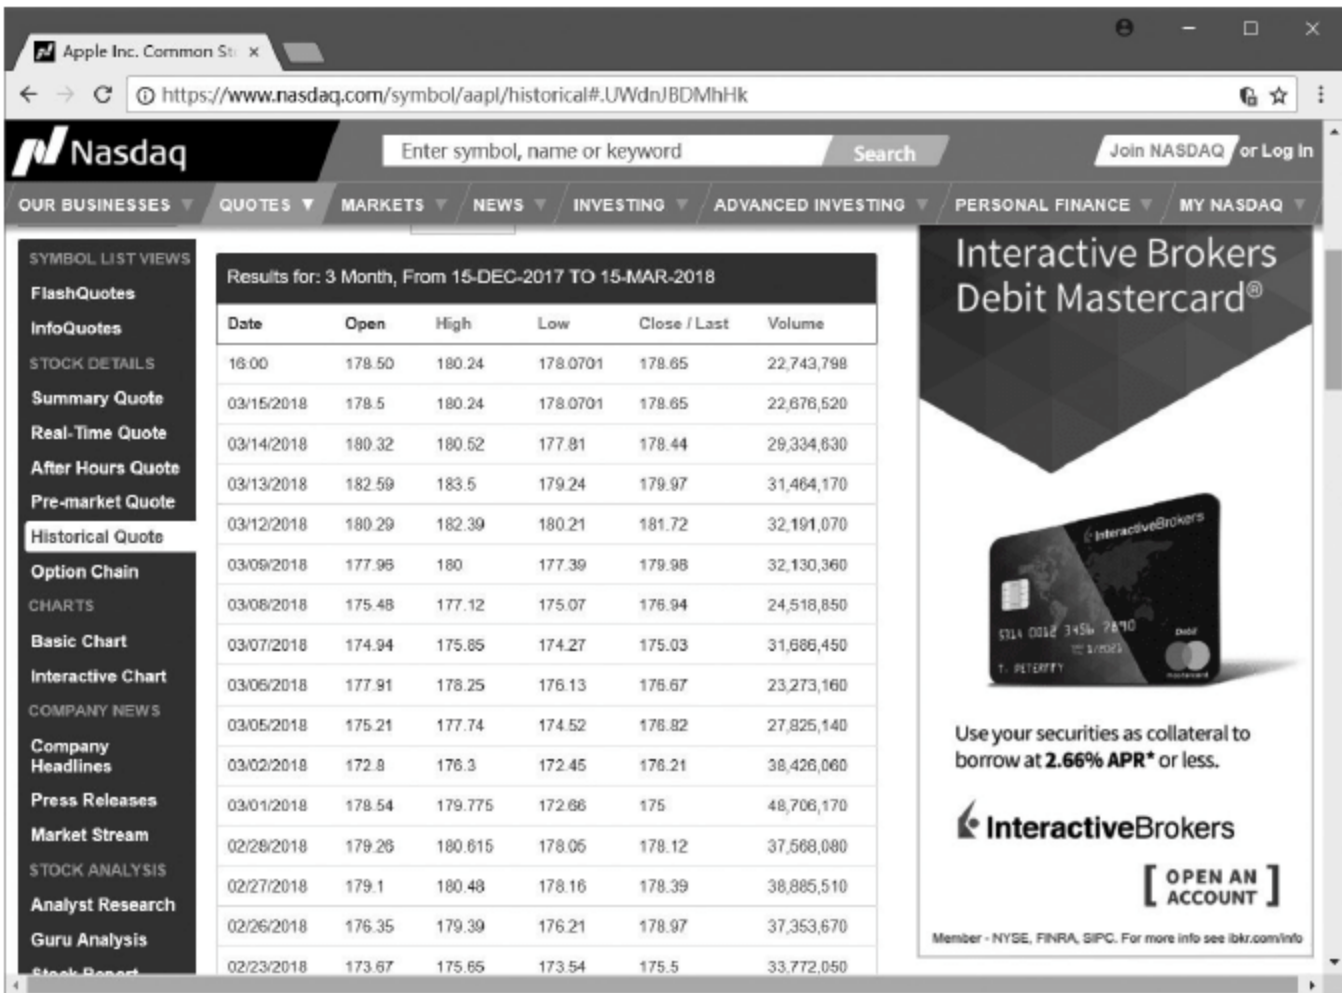 Apple Inc. Common St
https://www.nasdaq.com/symbol/aapl/historical#.UWdnJBDMhHk
Nasdaq
Enter symbol, name or keyword
Search
Join NASDAQ or Log In
OUR BUSINESSES QUOTES MARKETS NEWS INVESTING ADVANCED INVESTING PERSONAL FINANCE MY NASDAQ
SYMBOL LIST VIEWS
FlashQuotes
InfoQuotes
STOCK DETAILS
Summary Quote
Real-Time Quote
After Hours Quote
Pre-market Quote
Historical Quote
Option Chain
CHARTS
Basic Chart
Interactive Chart
COMPANY NEWS
Company
Headlines
Press Releases
Market Stream
STOCK ANALYSIS
Analyst Research
Guru Analysis
Stock Report
Results for: 3 Month, From 15-DEC-2017 TO 15-MAR-2018
Date Open High Low Close / Last Volume
16:00 178.50 180.24 178.0701 178.65 22,743,798
03/15/2018 178.5 180.24 178.0701 178.65 22,676,520
03/14/2018 180.32 180.52 177.81 178.44 29,334,630
03/13/2018 182.59 183.5 179.24 179.97 31,464,170
03/12/2018 180.29 182.39 180.21 181.72 32,191,070
03/09/2018 177.96 180 177.39 179.98 32,130,360
03/08/2018 175.48 177.12 175.07 176.94 24,518,850
03/07/2018 174.94 175.85 174.27 175.03 31,686,450
03/06/2018 177.91 178.25 176.13 176.67 23,273,160
03/05/2018 175.21 177.74 174.52 176.82 27,825,140
03/02/2018 172.8 176.3 172.45 176.21 38,426,060
03/01/2018 178.54 179.775 172.66 175 48,706,170
02/28/2018 179.26 180.615 178.05 178.12 37,568,080
02/27/2018 179.1 180.48 178.16 178.39 38,885,510
02/26/2018 176.35 179.39 176.21 178.97 37,353,670
02/23/2018 173.67 175.65 173.54 175.5 33,772,050
Interactive Brokers
Debit Mastercard®
InteractiveBrokers
5314 0012 3456 7890
Debit
1/2021
T. PETERFFY
mastercard
Use your securities as collateral to
borrow at 2.66% APR* or less.
InteractiveBrokers
OPEN AN
ACCOUNT
Member - NYSE, FINRA, SIPC. For more info see ibkr.com/info